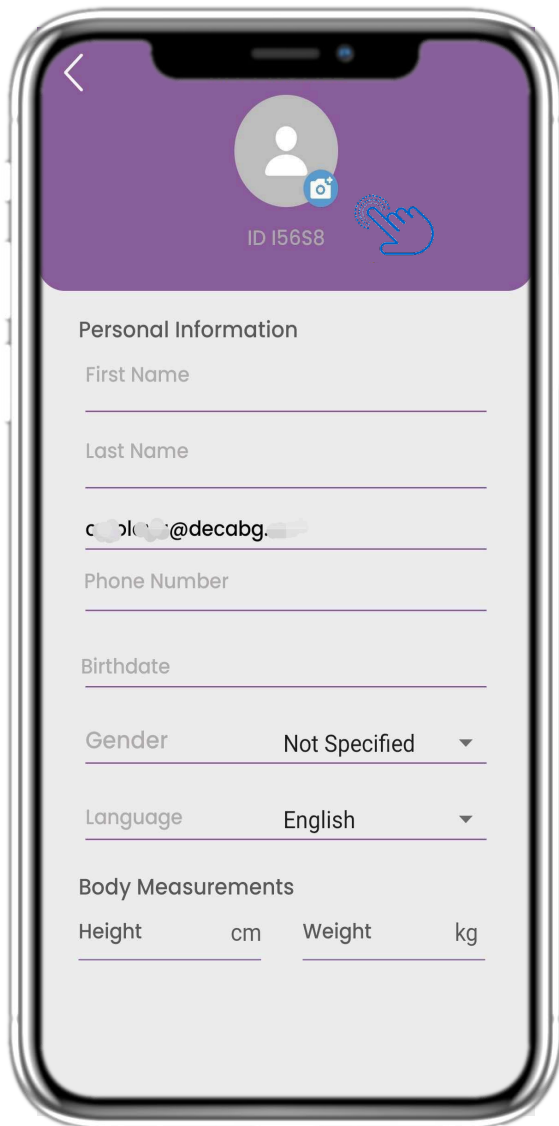 ID I56S8
Personal Information
First Name
Last Name
@decabg.
Phone Number
Birthdate
Gender Not Specified
Language English
Body Measurements
Height cm Weight kg